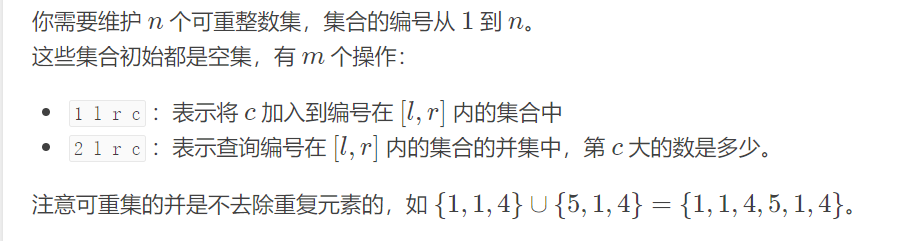 你需要维护 n 个可重整数集，集合的编号从 1 到 n。
这些集合初始都是空集，有 m 个操作：
• 1 l r c ：表示将 c 加入到编号在 [l, r] 内的集合中
• 2 l r c ：表示查询编号在 [l, r] 内的集合的并集中，第 c 大的数是多少。
注意可重集的并是不去除重复元素的，如 {1, 1, 4} ∪ {5, 1, 4} = {1, 1, 4, 5, 1, 4}。